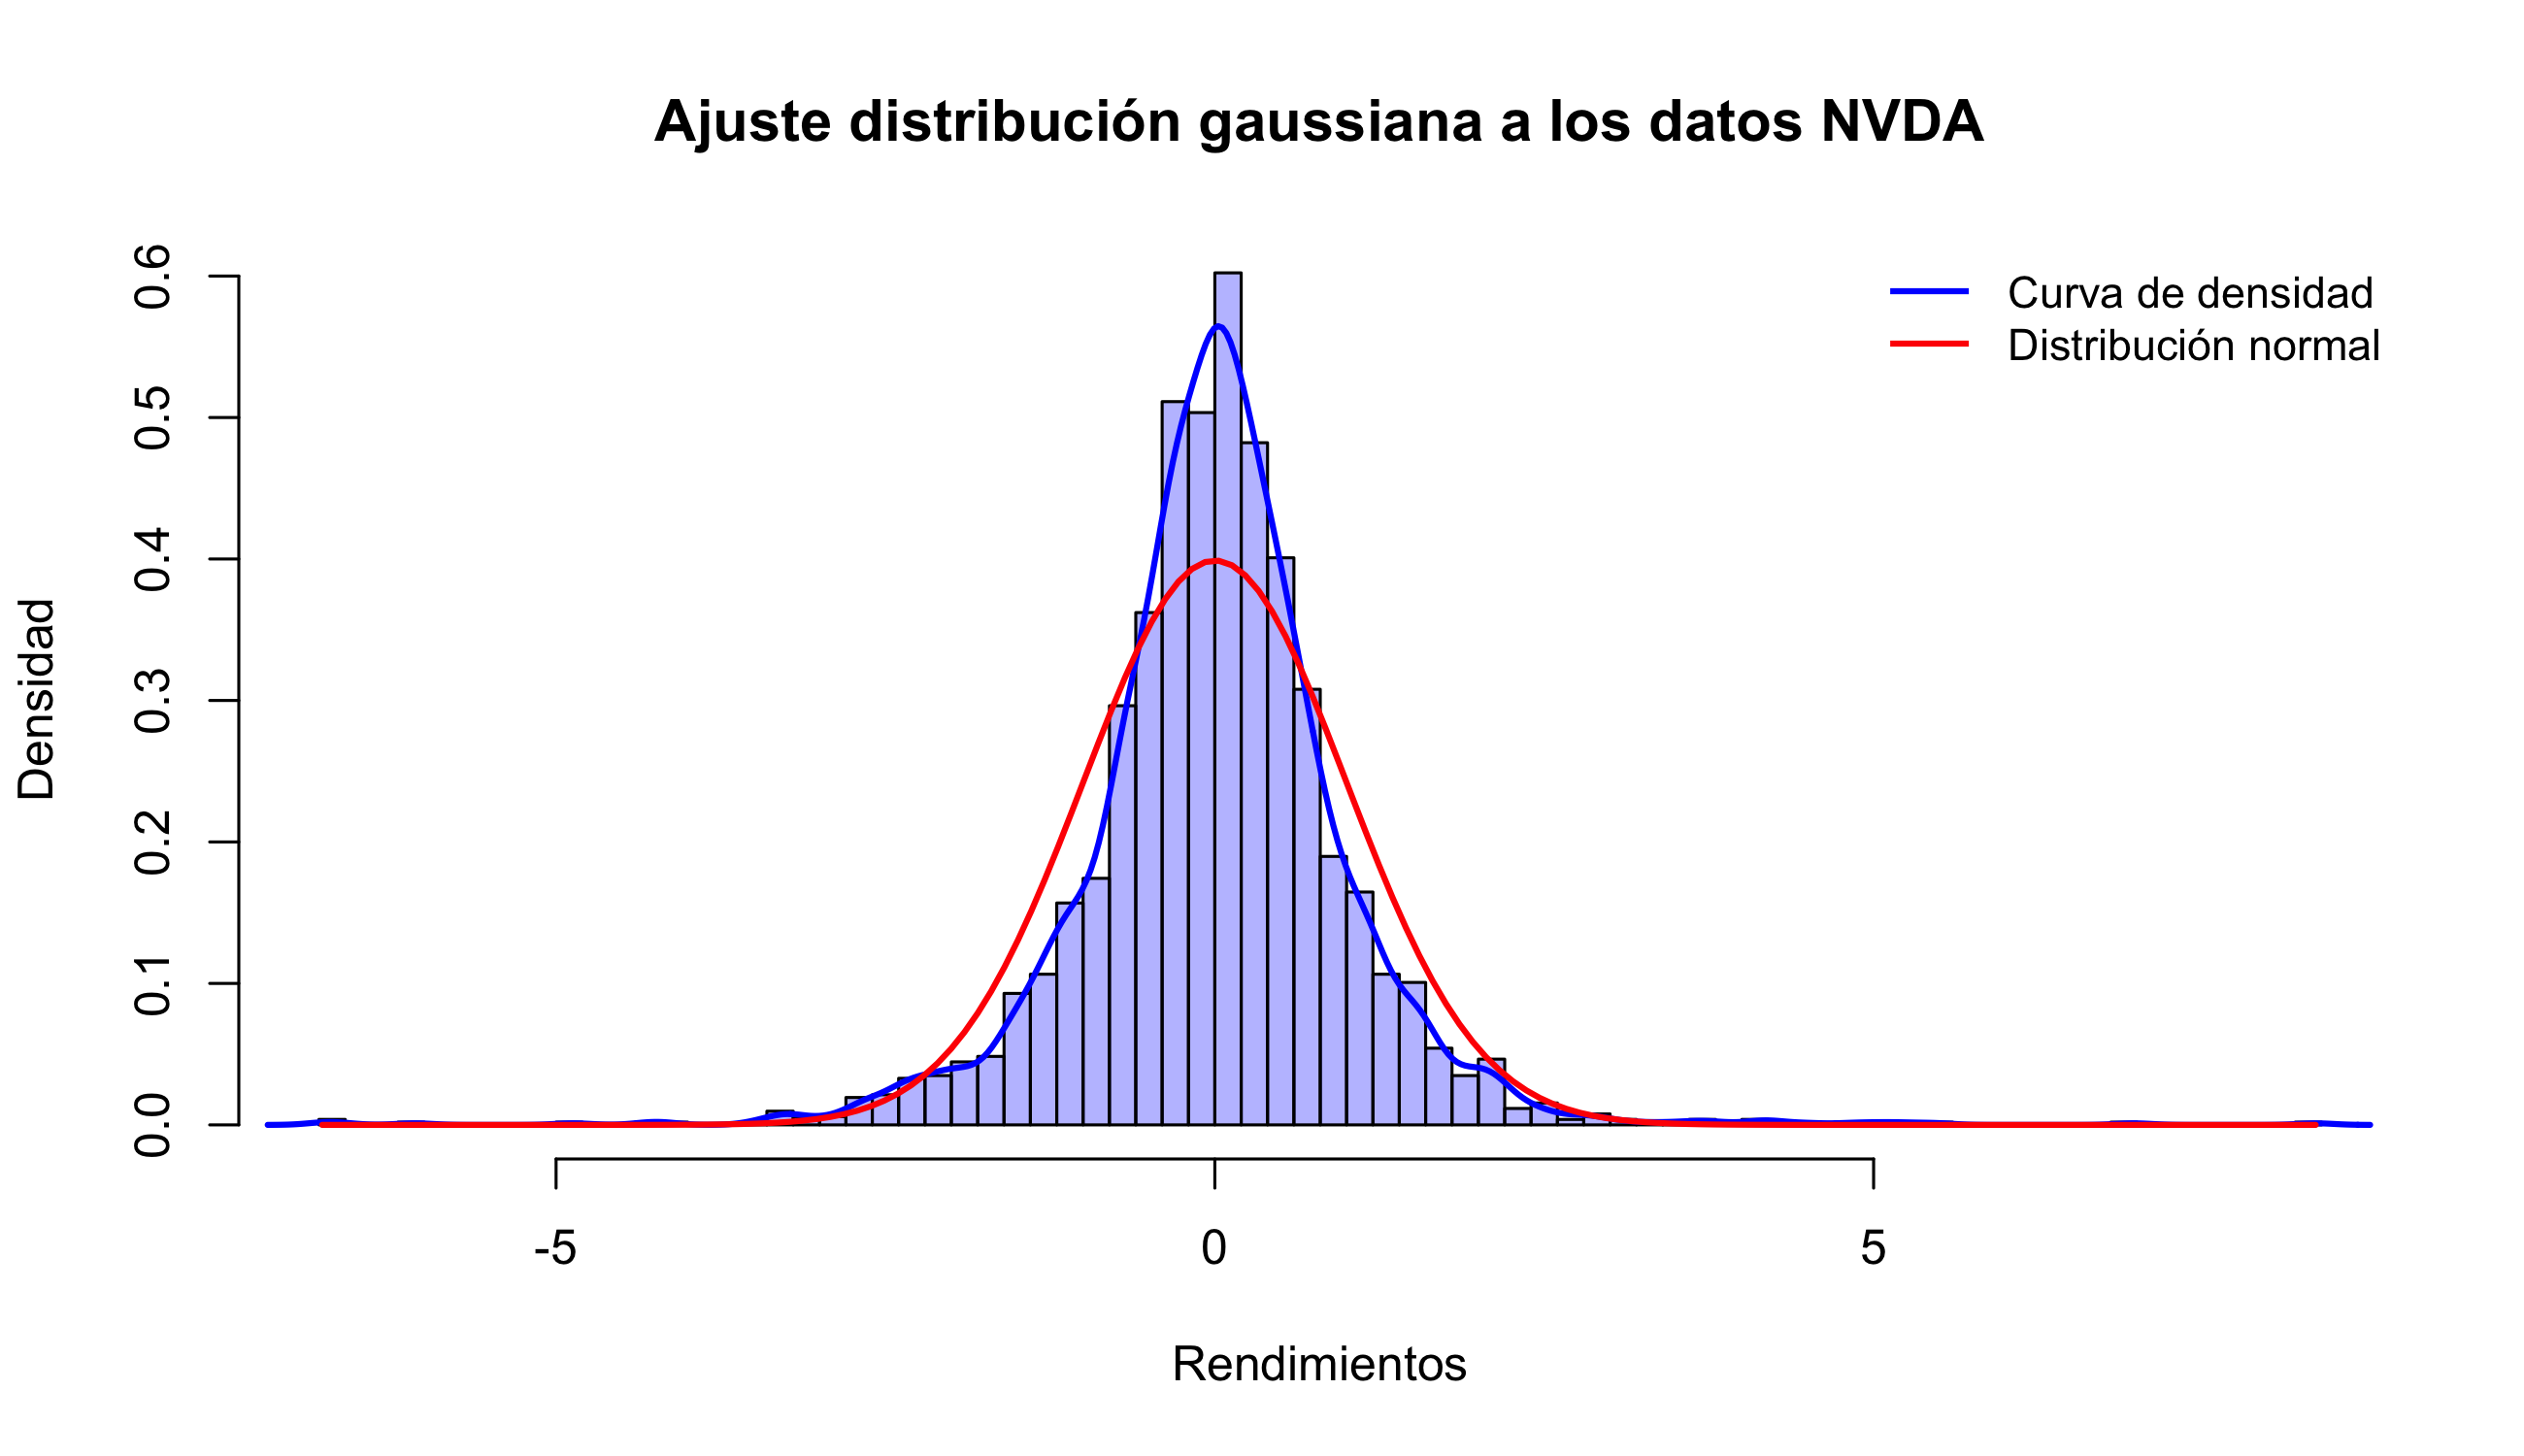 Ajuste distribución gaussiana a los datos NVDA
Curva de densidad
Distribución normal
Densidad
0.6
0.5
0.4
0.3
0.2
0.1
0.0
-5 0 5
Rendimientos